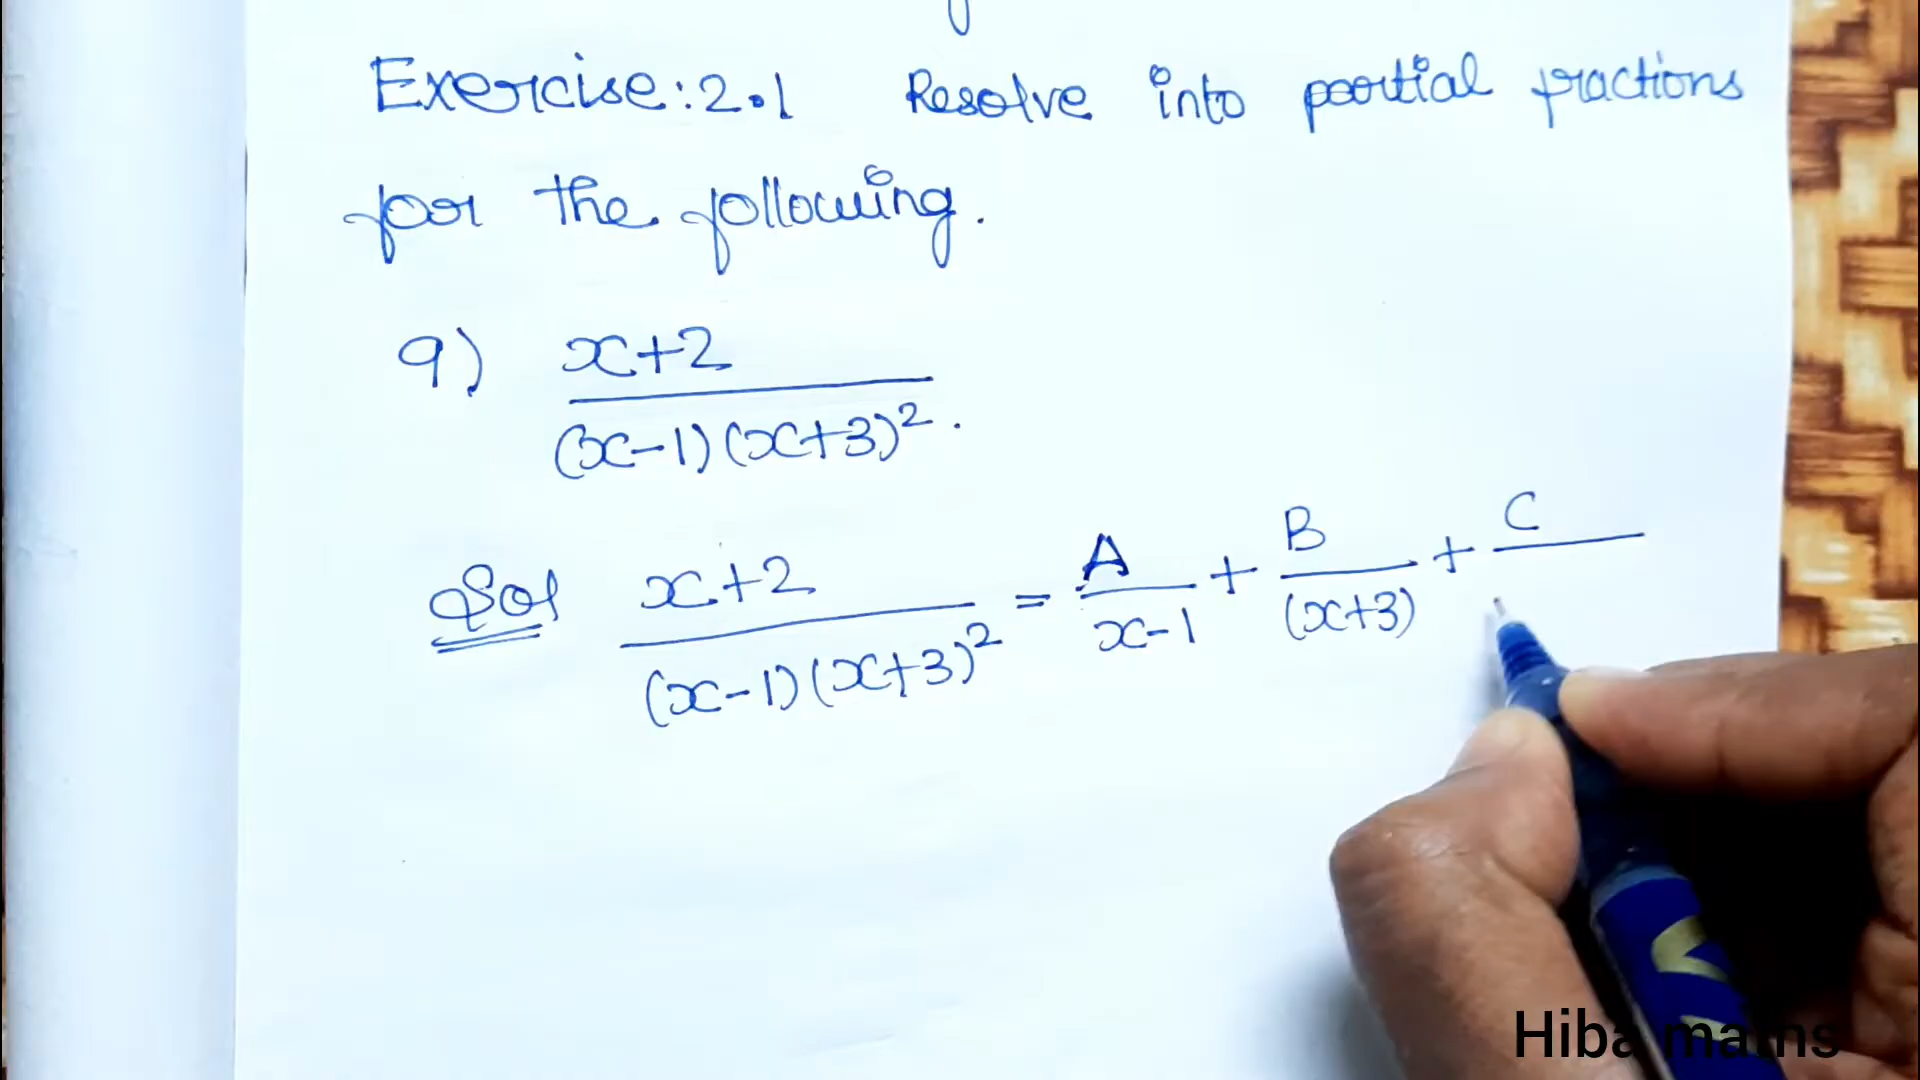 Exercise: 2.1 Resolve into partial fractions
for the following.
9) x+2
(x-1)(x+3)².
Sol x+2 = A + B + C
(x-1)(x+3)² x-1 (x+3)
Hiba maths